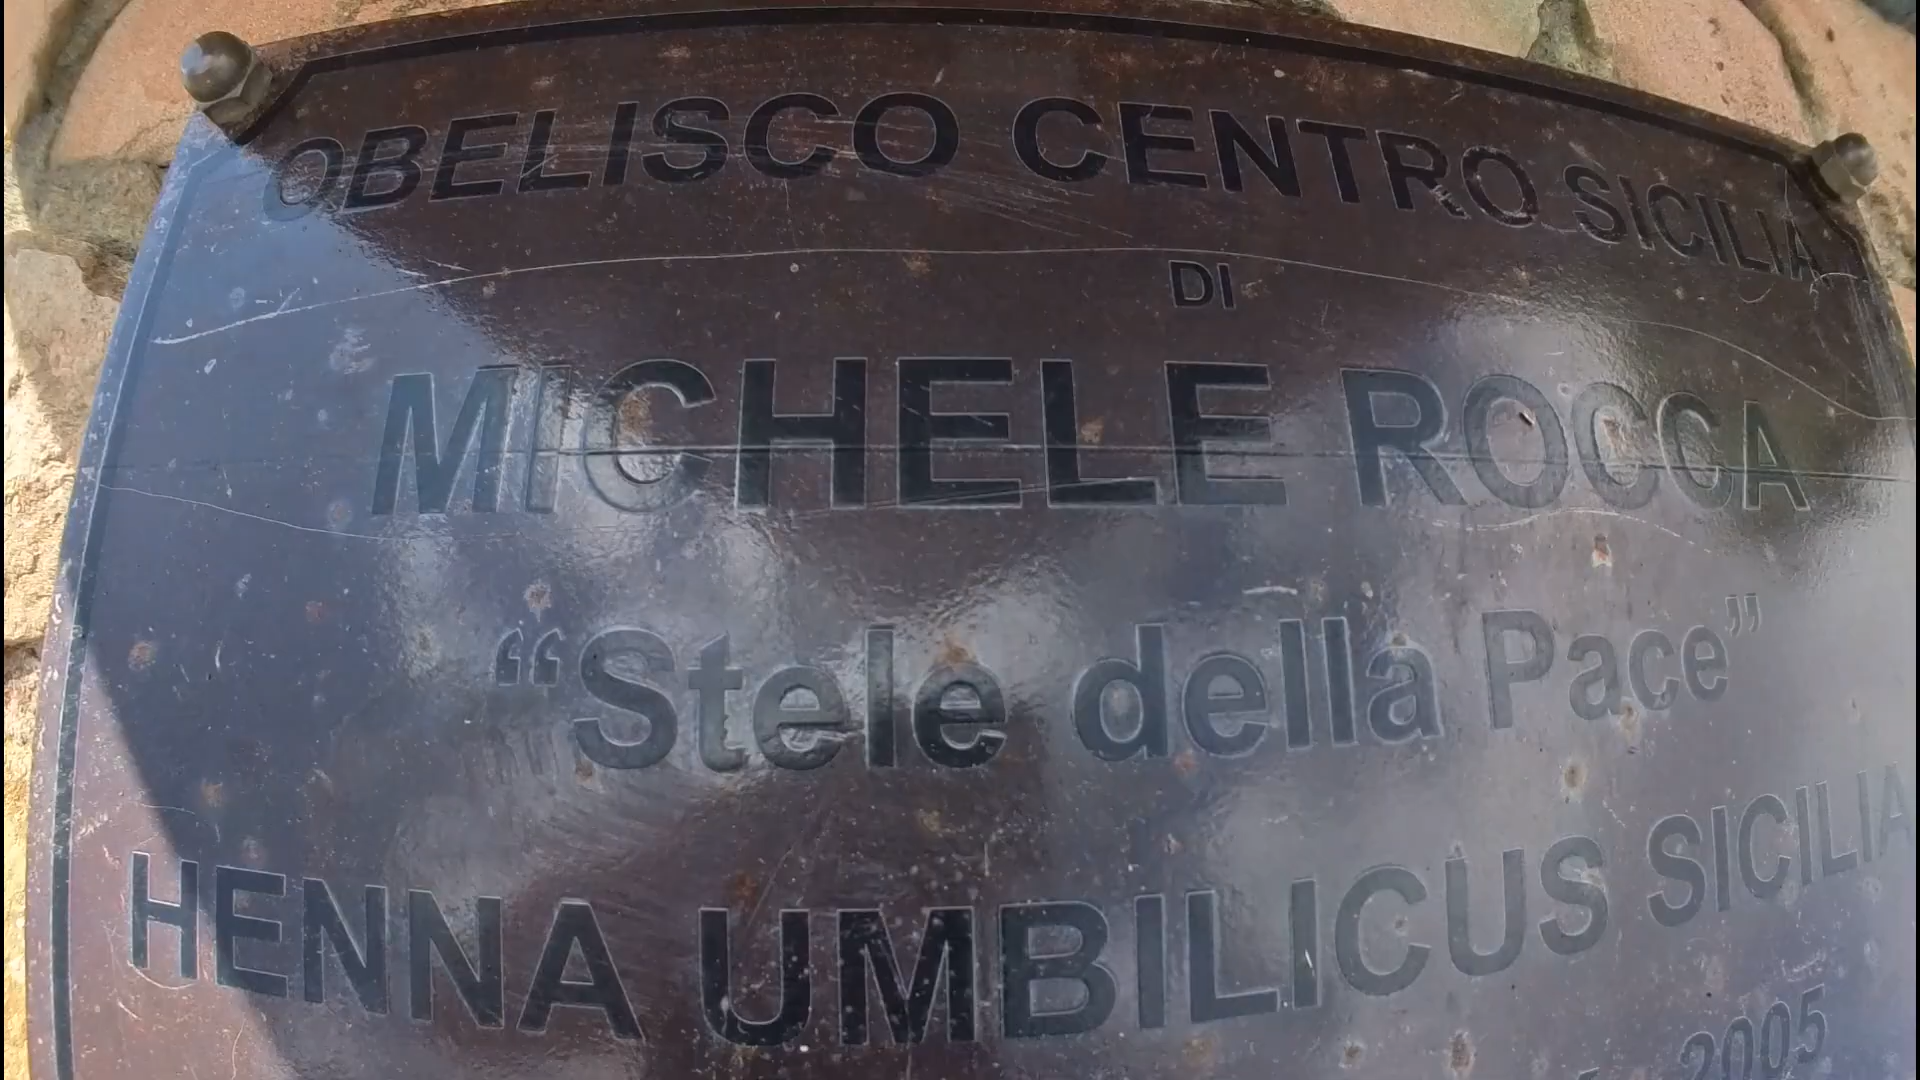 OBELISCO CENTRO SICILIA
DI
MICHELE ROCCA
“Stele della Pace”
HENNA UMBILICUS SICILIA
2005